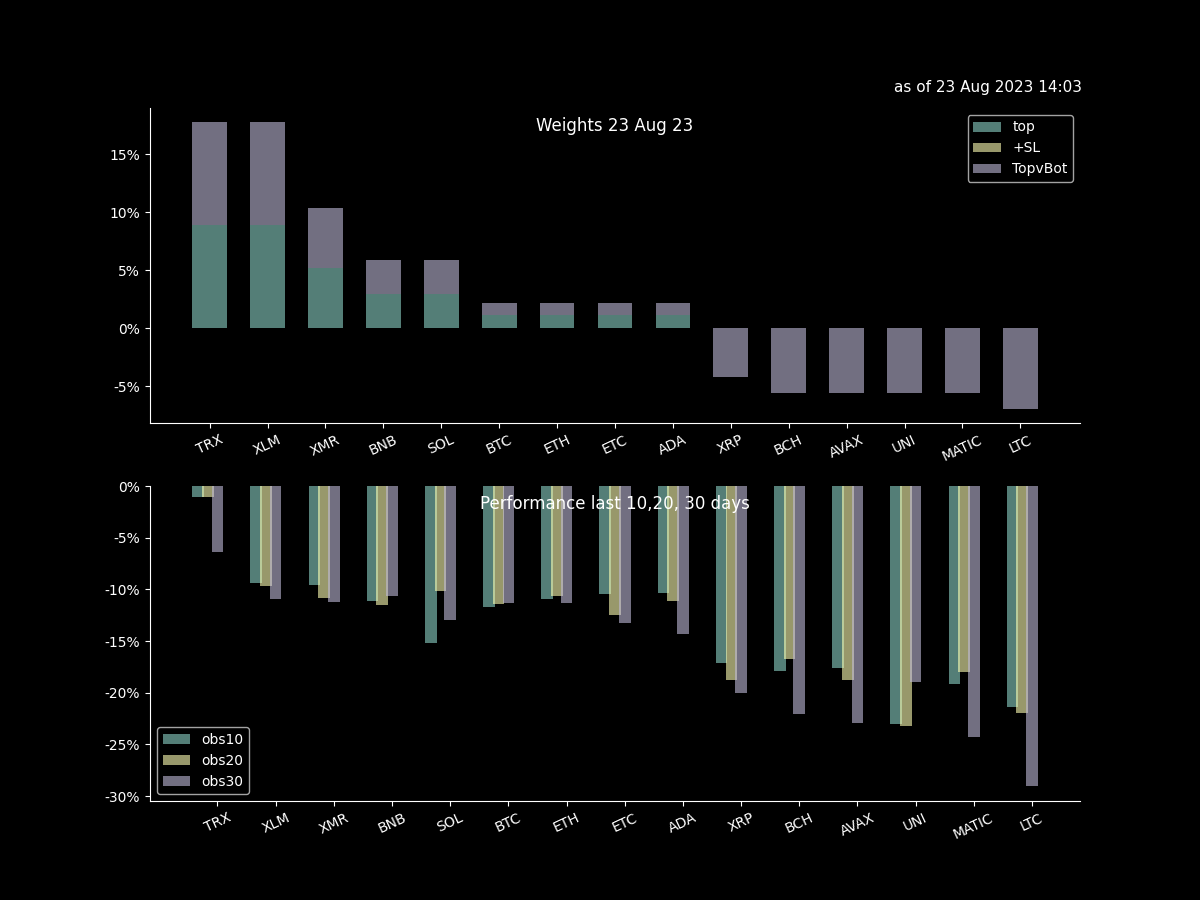 as of 23 Aug 2023 14:03
Weights 23 Aug 23
top
+SL
TopvBot
15%
10%
5%
0%
-5%
TRX XLM XMR BNB SOL BTC ETH ETC ADA XRP BCH AVAX UNI MATIC LTC
Performance last 10,20, 30 days
0%
-5%
-10%
-15%
-20%
-25%
-30%
obs10
obs20
obs30
TRX XLM XMR BNB SOL BTC ETH ETC ADA XRP BCH AVAX UNI MATIC LTC